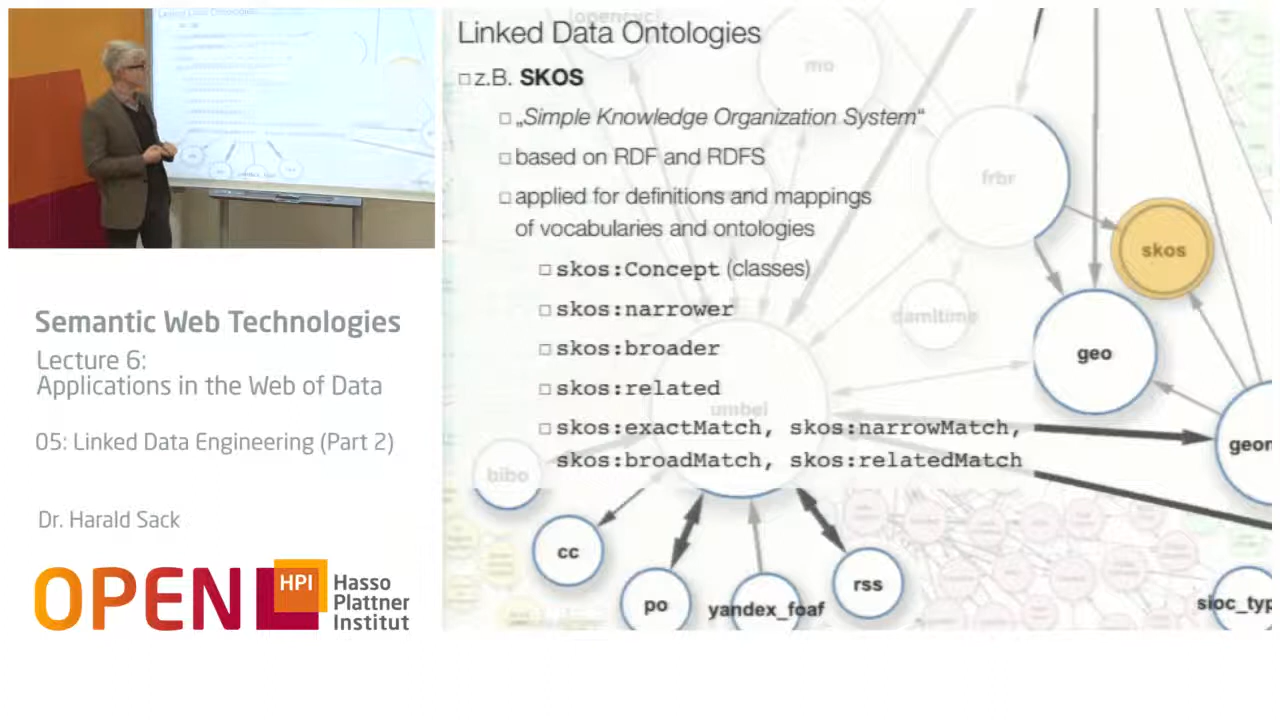 Linked Data Ontologies
z.B. SKOS
„Simple Knowledge Organization System“
based on RDF and RDFS
applied for definitions and mappings
of vocabularies and ontologies
skos:Concept (classes)
skos:narrower
skos:broader
skos:related
skos:exactMatch, skos:narrowMatch,
skos:broadMatch, skos:relatedMatch
opencyc
mo
frbr
skos
damltime
geo
umbel
geon
bibo
cc
po
yandex_foaf
rss
sioc_typ
Semantic Web Technologies
Lecture 6:
Applications in the Web of Data
05: Linked Data Engineering (Part 2)
Dr. Harald Sack
OPEN HPI
Hasso
Plattner
Institut